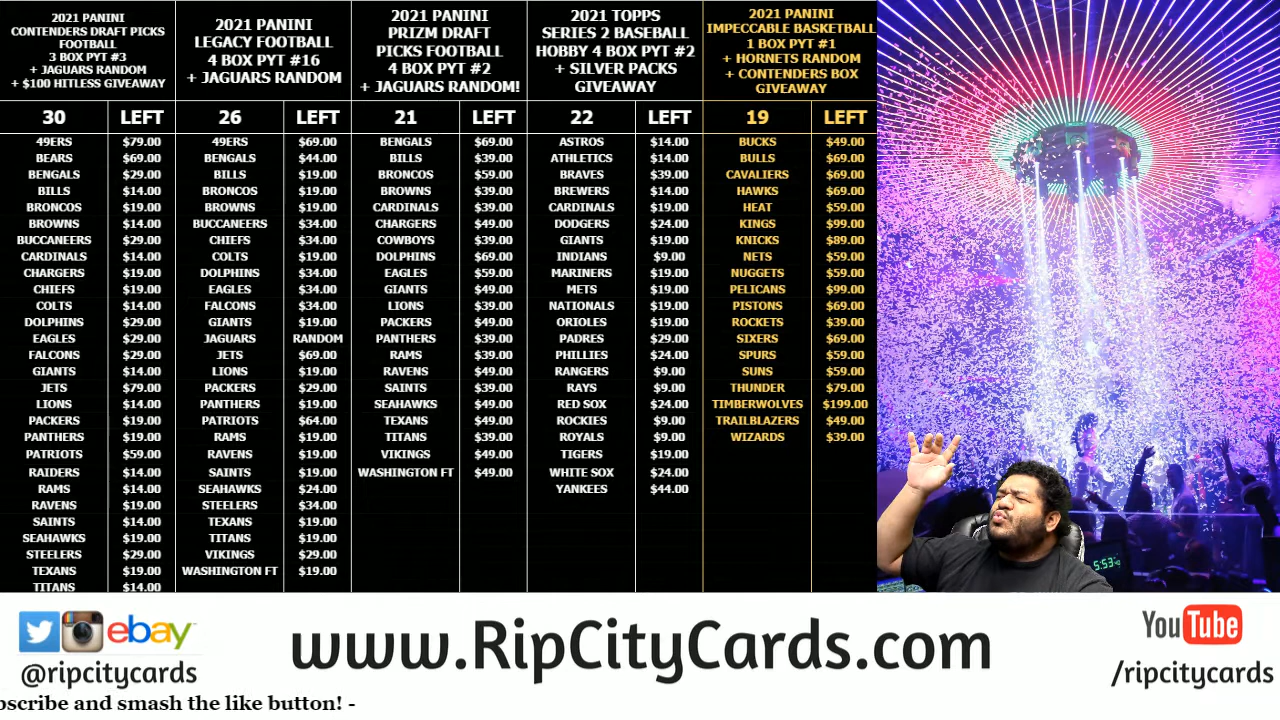 2021 PANINI
CONTENDERS DRAFT PICKS
FOOTBALL
3 BOX PYT #3
+ JAGUARS RANDOM
+ $100 HITLESS GIVEAWAY
30 LEFT
49ERS $79.00
BEARS $69.00
BENGALS $29.00
BILLS $14.00
BRONCOS $19.00
BROWNS $14.00
BUCCANEERS $29.00
CARDINALS $14.00
CHARGERS $19.00
CHIEFS $19.00
COLTS $14.00
DOLPHINS $29.00
EAGLES $29.00
FALCONS $29.00
GIANTS $14.00
JETS $79.00
LIONS $14.00
PACKERS $19.00
PANTHERS $19.00
PATRIOTS $59.00
RAIDERS $14.00
RAMS $14.00
RAVENS $19.00
SAINTS $14.00
SEAHAWKS $19.00
STEELERS $29.00
TEXANS $19.00
TITANS $14.00
2021 PANINI
LEGACY FOOTBALL
4 BOX PYT #16
+ JAGUARS RANDOM
26 LEFT
49ERS $69.00
BENGALS $44.00
BILLS $19.00
BRONCOS $19.00
BROWNS $19.00
BUCCANEERS $34.00
CHIEFS $34.00
COLTS $19.00
DOLPHINS $34.00
EAGLES $34.00
FALCONS $34.00
GIANTS $19.00
JAGUARS RANDOM
JETS $69.00
LIONS $19.00
PACKERS $29.00
PANTHERS $19.00
PATRIOTS $64.00
RAMS $19.00
RAVENS $19.00
SAINTS $19.00
SEAHAWKS $24.00
STEELERS $34.00
TEXANS $19.00
TITANS $19.00
VIKINGS $29.00
WASHINGTON FT $19.00
2021 PANINI
PRIZM DRAFT
PICKS FOOTBALL
4 BOX PYT #2
+ JAGUARS RANDOM!
21 LEFT
BENGALS $69.00
BILLS $39.00
BRONCOS $59.00
BROWNS $39.00
CARDINALS $39.00
CHARGERS $49.00
COWBOYS $39.00
DOLPHINS $69.00
EAGLES $59.00
GIANTS $49.00
LIONS $39.00
PACKERS $49.00
PANTHERS $39.00
RAMS $39.00
RAVENS $49.00
SAINTS $39.00
SEAHAWKS $49.00
TEXANS $49.00
TITANS $39.00
VIKINGS $49.00
WASHINGTON FT $49.00
2021 TOPPS
SERIES 2 BASEBALL
HOBBY 4 BOX PYT #2
+ SILVER PACKS
GIVEAWAY
22 LEFT
ASTROS $14.00
ATHLETICS $14.00
BRAVES $39.00
BREWERS $14.00
CARDINALS $19.00
DODGERS $24.00
GIANTS $19.00
INDIANS $9.00
MARINERS $19.00
METS $19.00
NATIONALS $19.00
ORIOLES $19.00
PADRES $29.00
PHILLIES $24.00
RANGERS $9.00
RAYS $9.00
RED SOX $24.00
ROCKIES $9.00
ROYALS $9.00
TIGERS $19.00
WHITE SOX $24.00
YANKEES $44.00
2021 PANINI
IMPECCABLE BASKETBALL
1 BOX PYT #1
+ HORNETS RANDOM
+ CONTENDERS BOX
GIVEAWAY
19 LEFT
BUCKS $49.00
BULLS $69.00
CAVALIERS $69.00
HAWKS $69.00
HEAT $59.00
KINGS $99.00
KNICKS $89.00
NETS $59.00
NUGGETS $59.00
PELICANS $99.00
PISTONS $69.00
ROCKETS $39.00
SIXERS $69.00
SPURS $59.00
SUNS $59.00
THUNDER $79.00
TIMBERWOLVES $199.00
TRAILBLAZERS $49.00
WIZARDS $39.00
5:53
ebay
@ripcitycards
www.RipCityCards.com
YouTube
/ripcitycards
bscribe and smash the like button! -